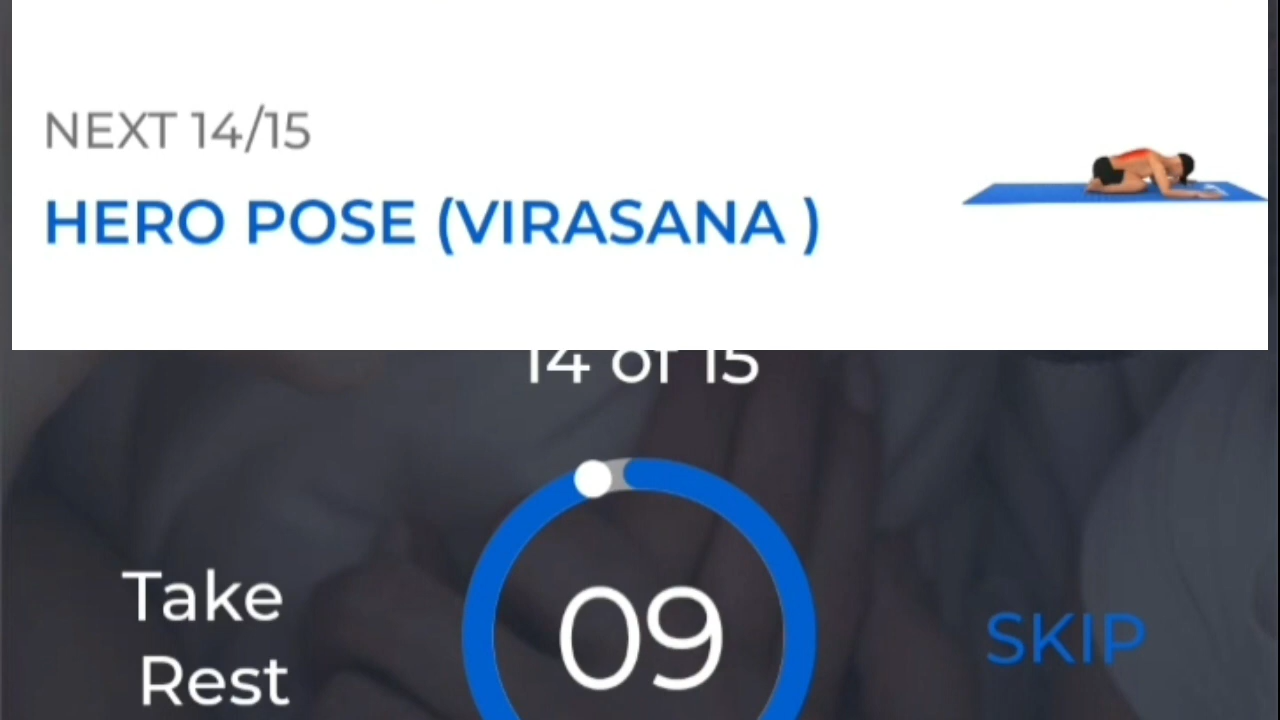 NEXT 14/15
HERO POSE (VIRASANA )
14 of 15
Take
Rest
09
SKIP